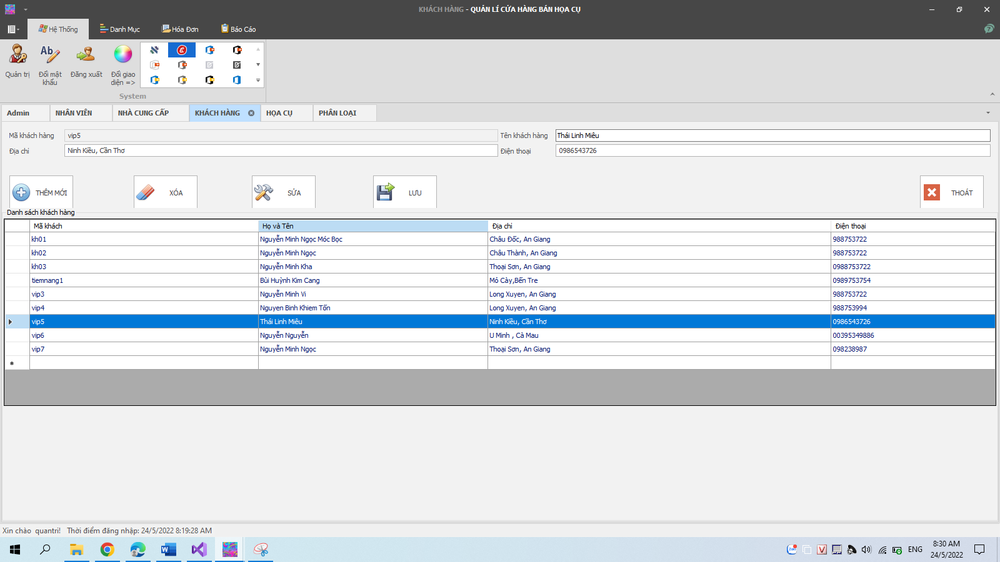 KHÁCH HÀNG - QUẢN LÍ CỬA HÀNG BÁN HỌA CỤ
Hệ Thống Danh Mục Hóa Đơn Báo Cáo
Quản trị Đổi mật khẩu Đăng xuất Đổi giao diện =>
System
Admin NHÂN VIÊN NHÀ CUNG CẤP KHÁCH HÀNG HỌA CỤ PHÂN LOẠI
Mã khách hàng vip5 Tên khách hàng Thái Linh Miêu
Địa chỉ Ninh Kiều, Cần Thơ Điện thoại 0986543726
THÊM MỚI XÓA SỬA LƯU THOÁT
Danh sách khách hàng
Mã khách Họ và Tên Địa chỉ Điện thoại
kh01 Nguyễn Minh Ngọc Móc Bọc Châu Đốc, An Giang 988753722
kh02 Nguyễn Minh Ngọc Châu Thành, An Giang 988753722
kh03 Nguyễn Minh Kha Thoại Sơn, An Giang 0988753722
tiemnang1 Bùi Huỳnh Kim Cang Mỏ Cày,Bến Tre 0989753754
vip3 Nguyễn Minh Vi Long Xuyen, An Giang 988753722
vip4 Nguyen Binh Khiem Tốn Long Xuyen, An Giang 988753994
vip5 Thái Linh Miêu Ninh Kiều, Cần Thơ 0986543726
vip6 Nguyễn Nguyễn U Minh , Cà Mau 00395349886
vip7 Nguyễn Minh Ngọc Thoại Sơn, An Giang 098238987
Xin chào quantri! Thời điểm đăng nhập: 24/5/2022 8:19:28 AM
ENG 8:30 AM
24/5/2022